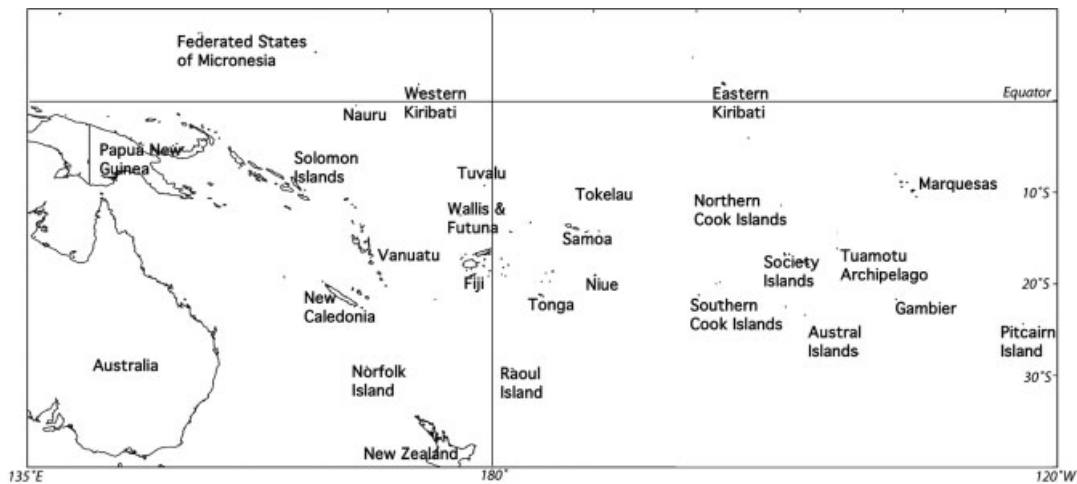 Federated States
of Micronesia
Western
Kiribati
Eastern
Kiribati
Equator
Nauru
Papua New
Guinea
Solomon
Islands
Tuvalu
Tokelau
Marquesas
10°S
Northern
Cook Islands
Wallis &
Futuna
Samoa
Vanuatu
Society
Islands
Tuamotu
Archipelago
Fiji
Niue
20°S
New
Caledonia
Tonga
Southern
Cook Islands
Gambier
Austral
Islands
Pitcairn
Island
Australia
Norfolk
Island
Raoul
Island
30°S
New Zealand
135°E
180°
120°W